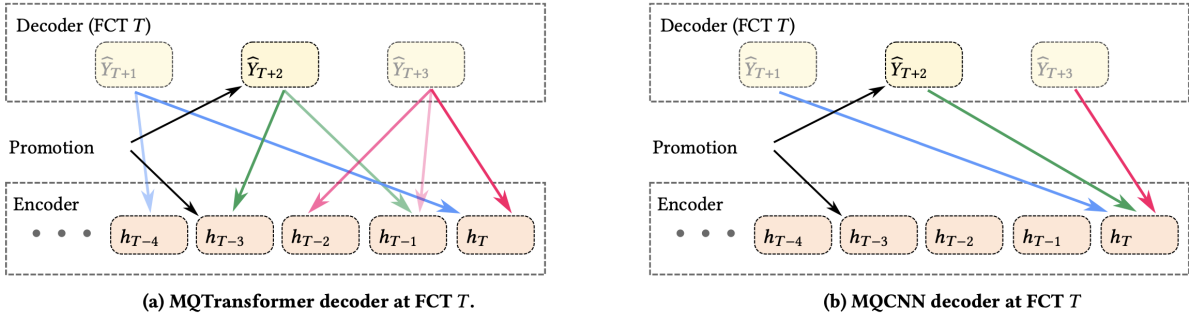 Decoder (FCT T)
Ŷ_{T+1}
Ŷ_{T+2}
Ŷ_{T+3}
Promotion
Encoder
h_{T−4}
h_{T−3}
h_{T−2}
h_{T−1}
h_T
(a) MQTransformer decoder at FCT T.
Decoder (FCT T)
Ŷ_{T+1}
Ŷ_{T+2}
Ŷ_{T+3}
Promotion
Encoder
h_{T−4}
h_{T−3}
h_{T−2}
h_{T−1}
h_T
(b) MQCNN decoder at FCT T